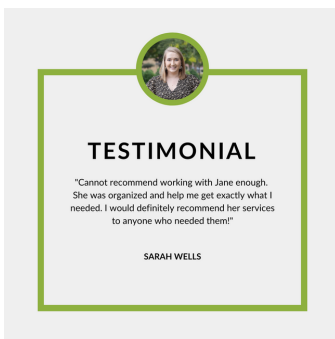 TESTIMONIAL
"Cannot recommend working with Jane enough.
She was organized and help me get exactly what I
needed. I would definitely recommend her services
to anyone who needed them!"
SARAH WELLS